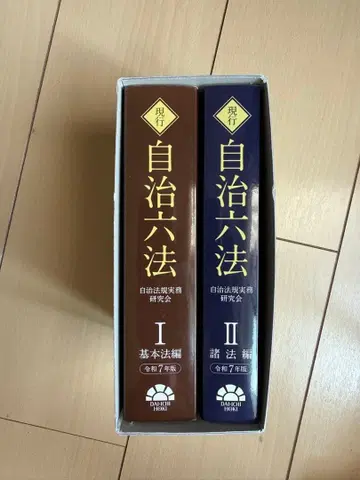 現行
自治六法
自治法規実務
研究会
I
基本法編
令和7年版
DAI-ICHI
HOKI
現行
自治六法
自治法規実務
研究会
II
諸法編
令和7年版
DAI-ICHI
HOKI